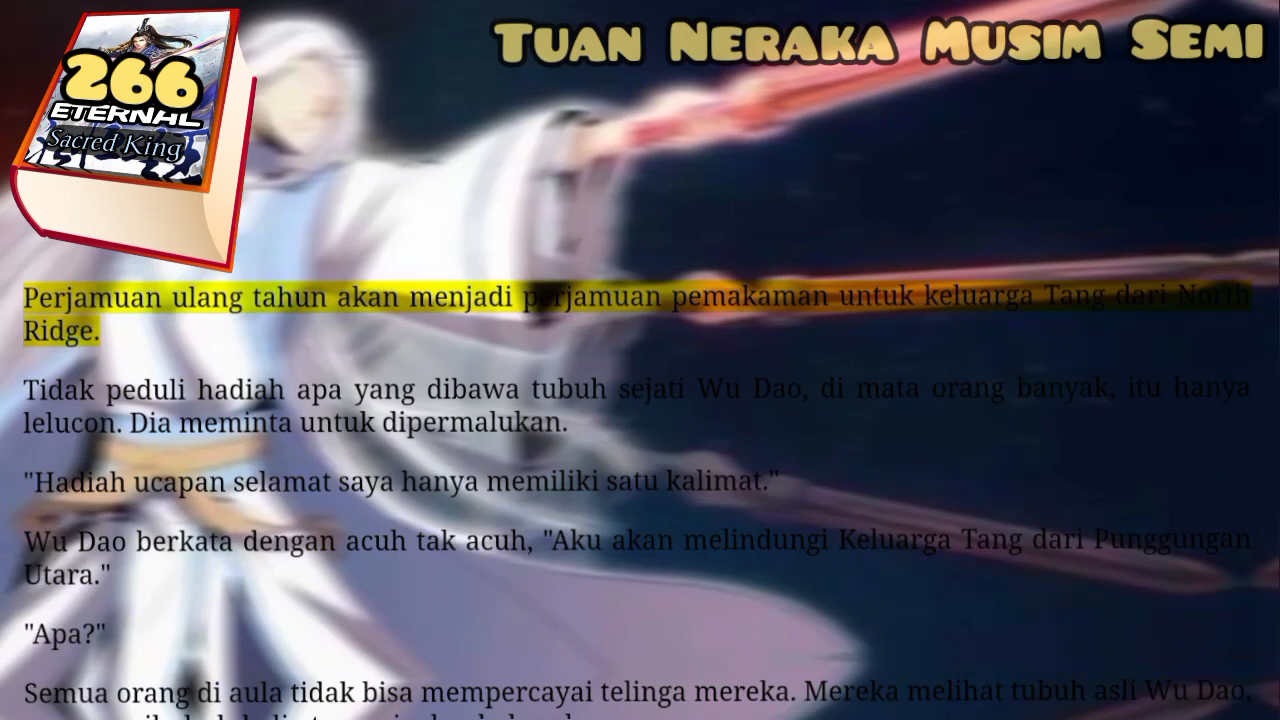 Tuan Neraka Musim Semi
266
ETERNAL
Sacred King
Perjamuan ulang tahun akan menjadi perjamuan pemakaman untuk keluarga Tang dari North
Ridge.
Tidak peduli hadiah apa yang dibawa tubuh sejati Wu Dao, di mata orang banyak, itu hanya
lelucon. Dia meminta untuk dipermalukan.
"Hadiah ucapan selamat saya hanya memiliki satu kalimat."
Wu Dao berkata dengan acuh tak acuh, "Aku akan melindungi Keluarga Tang dari Punggungan
Utara."
"Apa?"
Semua orang di aula tidak bisa mempercayai telinga mereka. Mereka melihat tubuh asli Wu Dao,